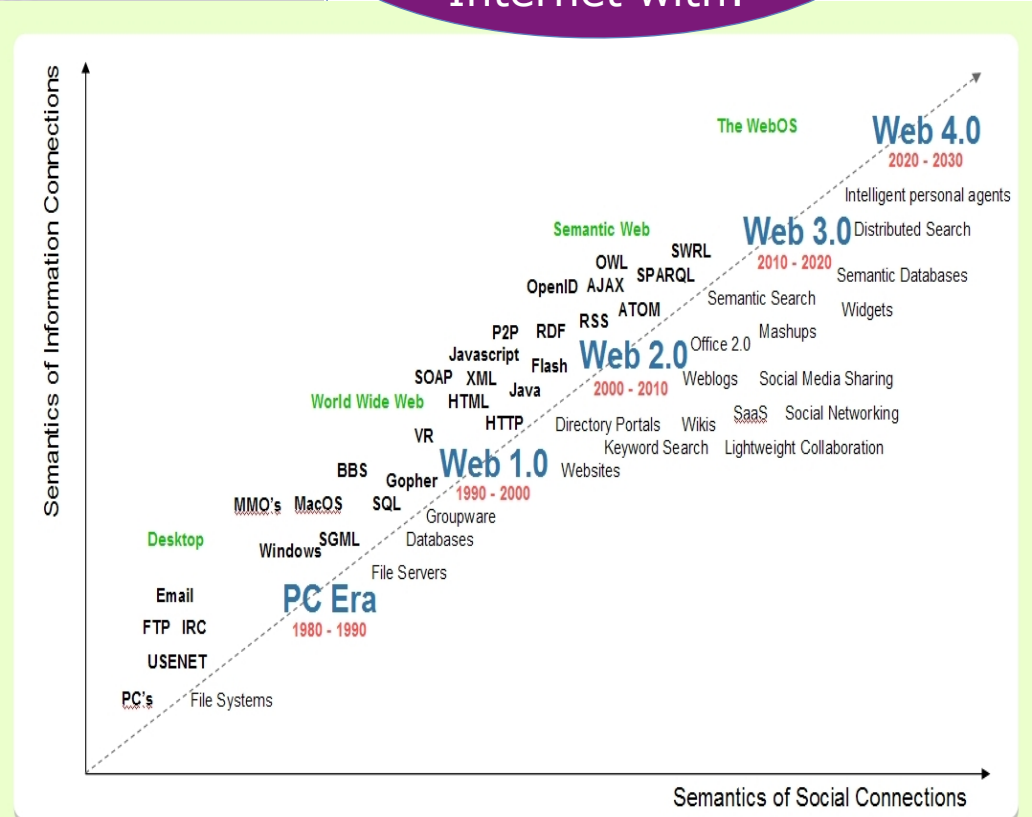 Internet with?
Semantics of Information Connections
The WebOS
Web 4.0
2020 - 2030
Intelligent personal agents
Semantic Web
Web 3.0
Distributed Search
SWRL
2010 - 2020
OWL
SPARQL
Semantic Databases
OpenID AJAX
Semantic Search
ATOM
Widgets
RSS
P2P RDF
Mashups
Office 2.0
Javascript
Web 2.0
Flash
SOAP XML
Weblogs Social Media Sharing
2000 - 2010
Java
World Wide Web
HTML
SaaS Social Networking
HTTP
Directory Portals Wikis
VR
Keyword Search Lightweight Collaboration
Web 1.0
Websites
BBS
Gopher
1990 - 2000
MMO's MacOS SQL
Groupware
Desktop
SGML
Databases
Windows
File Servers
Email
PC Era
FTP IRC
1980 - 1990
USENET
PC's
File Systems
Semantics of Social Connections